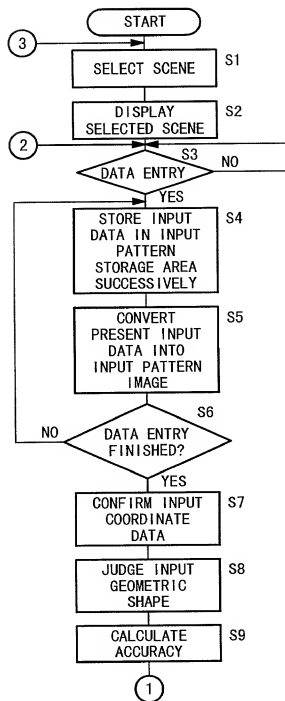 START
3
SELECT SCENE
S1
DISPLAY
SELECTED SCENE
S2
2
S3
DATA ENTRY
NO
YES
STORE INPUT
DATA IN INPUT
PATTERN
STORAGE AREA
SUCCESSIVELY
S4
CONVERT
PRESENT INPUT
DATA INTO
INPUT PATTERN
IMAGE
S5
S6
NO
DATA ENTRY
FINISHED?
YES
CONFIRM INPUT
COORDINATE
DATA
S7
JUDGE INPUT
GEOMETRIC
SHAPE
S8
CALCULATE
ACCURACY
S9
1